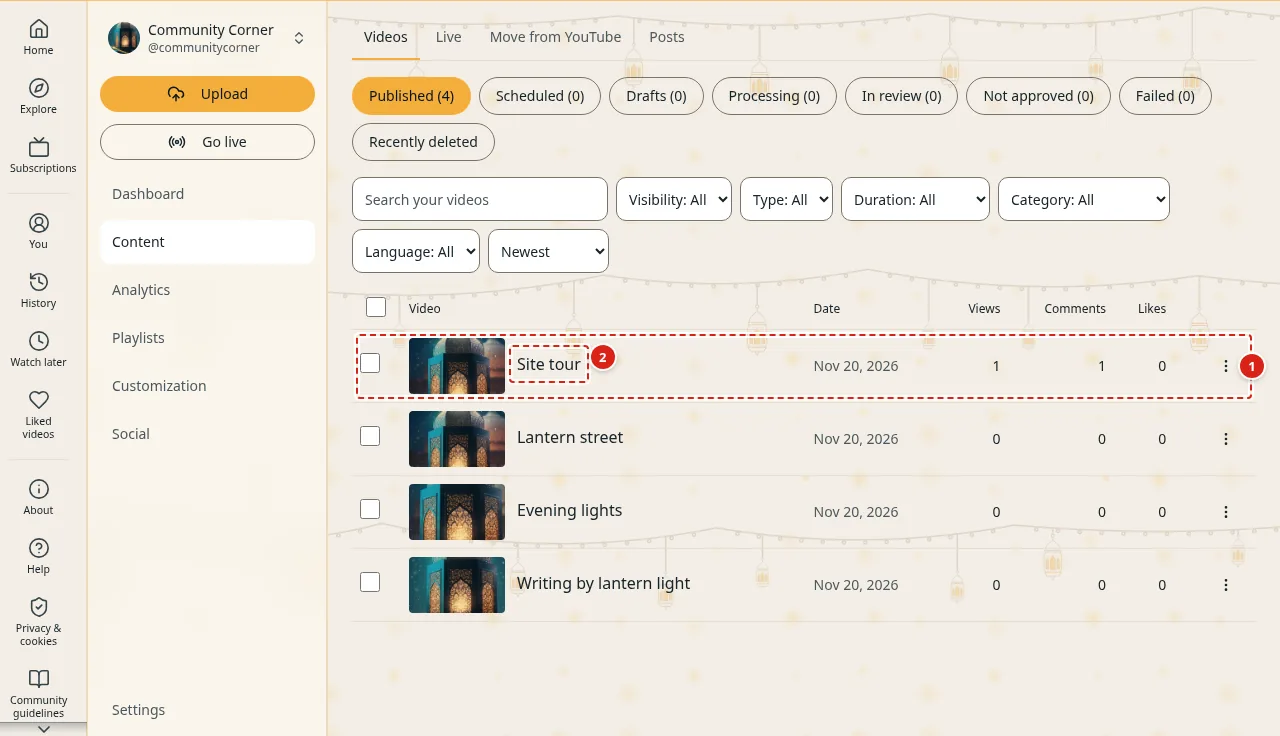 Home
Explore
Subscriptions
You
History
Watch later
Liked
videos
About
Help
Privacy &
cookies
Community
guidelines
Community Corner
@communitycorner
Upload
Go live
Dashboard
Content
Analytics
Playlists
Customization
Social
Settings
Videos Live Move from YouTube Posts
Published (4) Scheduled (0) Drafts (0) Processing (0) In review (0) Not approved (0) Failed (0)
Recently deleted
Search your videos Visibility: All Type: All Duration: All Category: All
Language: All Newest
Video Date Views Comments Likes
Site tour 2 Nov 20, 2026 1 1 0 1
Lantern street Nov 20, 2026 0 0 0
Evening lights Nov 20, 2026 0 0 0
Writing by lantern light Nov 20, 2026 0 0 0